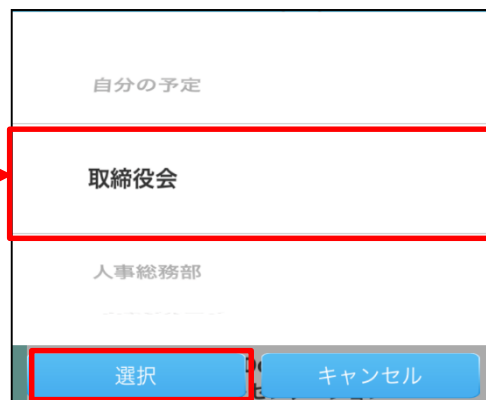 自分の予定
取締役会
人事総務部
選択
キャンセル